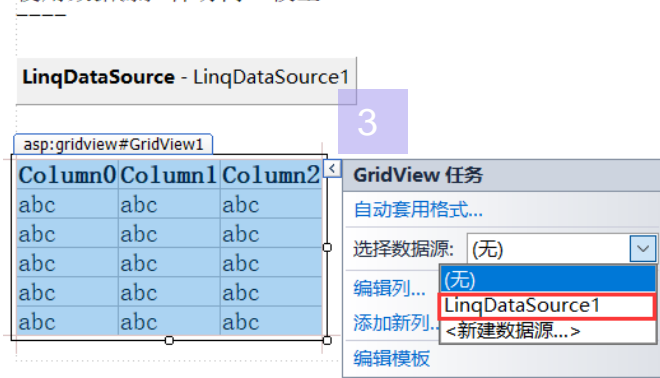 LinqDataSource - LinqDataSource1
3
asp:gridview#GridView1
Column0 Column1 Column2
abc abc abc
abc abc abc
abc abc abc
abc abc abc
abc abc abc
GridView 任务
自动套用格式...
选择数据源: (无)
(无)
LinqDataSource1
<新建数据源...>
编辑列...
添加新列..
编辑模板